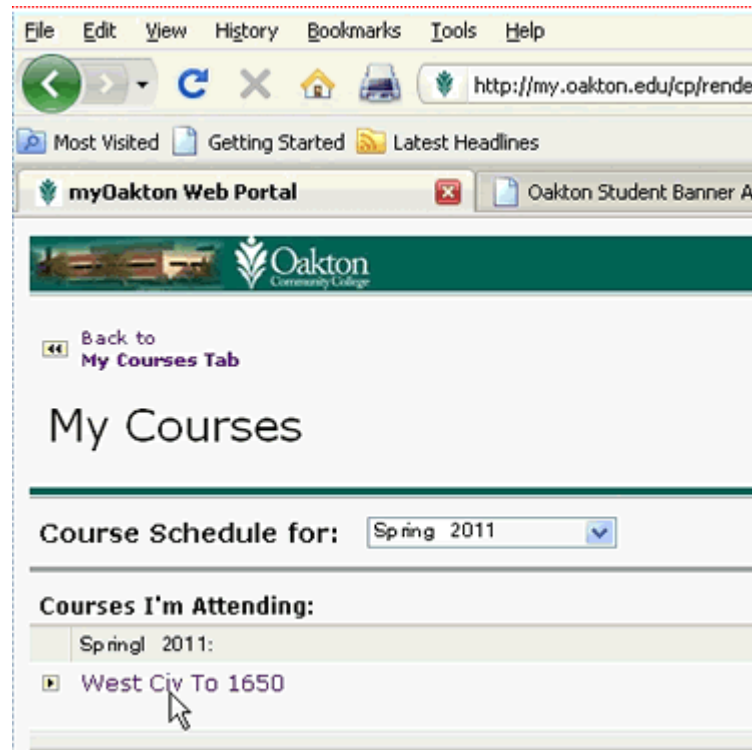 File Edit View History Bookmarks Tools Help
http://my.oakton.edu/cp/rende
Most Visited Getting Started Latest Headlines
myOakton Web Portal Oakton Student Banner A
Oakton
Community College
Back to
My Courses Tab
My Courses
Course Schedule for: Spring 2011
Courses I'm Attending:
Springl 2011:
West Civ To 1650